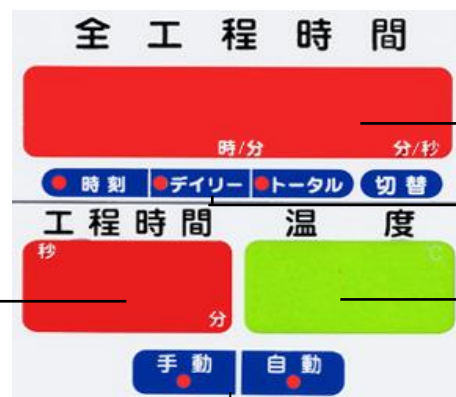 全工程時間
時/分 分/秒
時刻 デイリー トータル 切替
工程時間 温度
秒 ℃
分
手動 自動